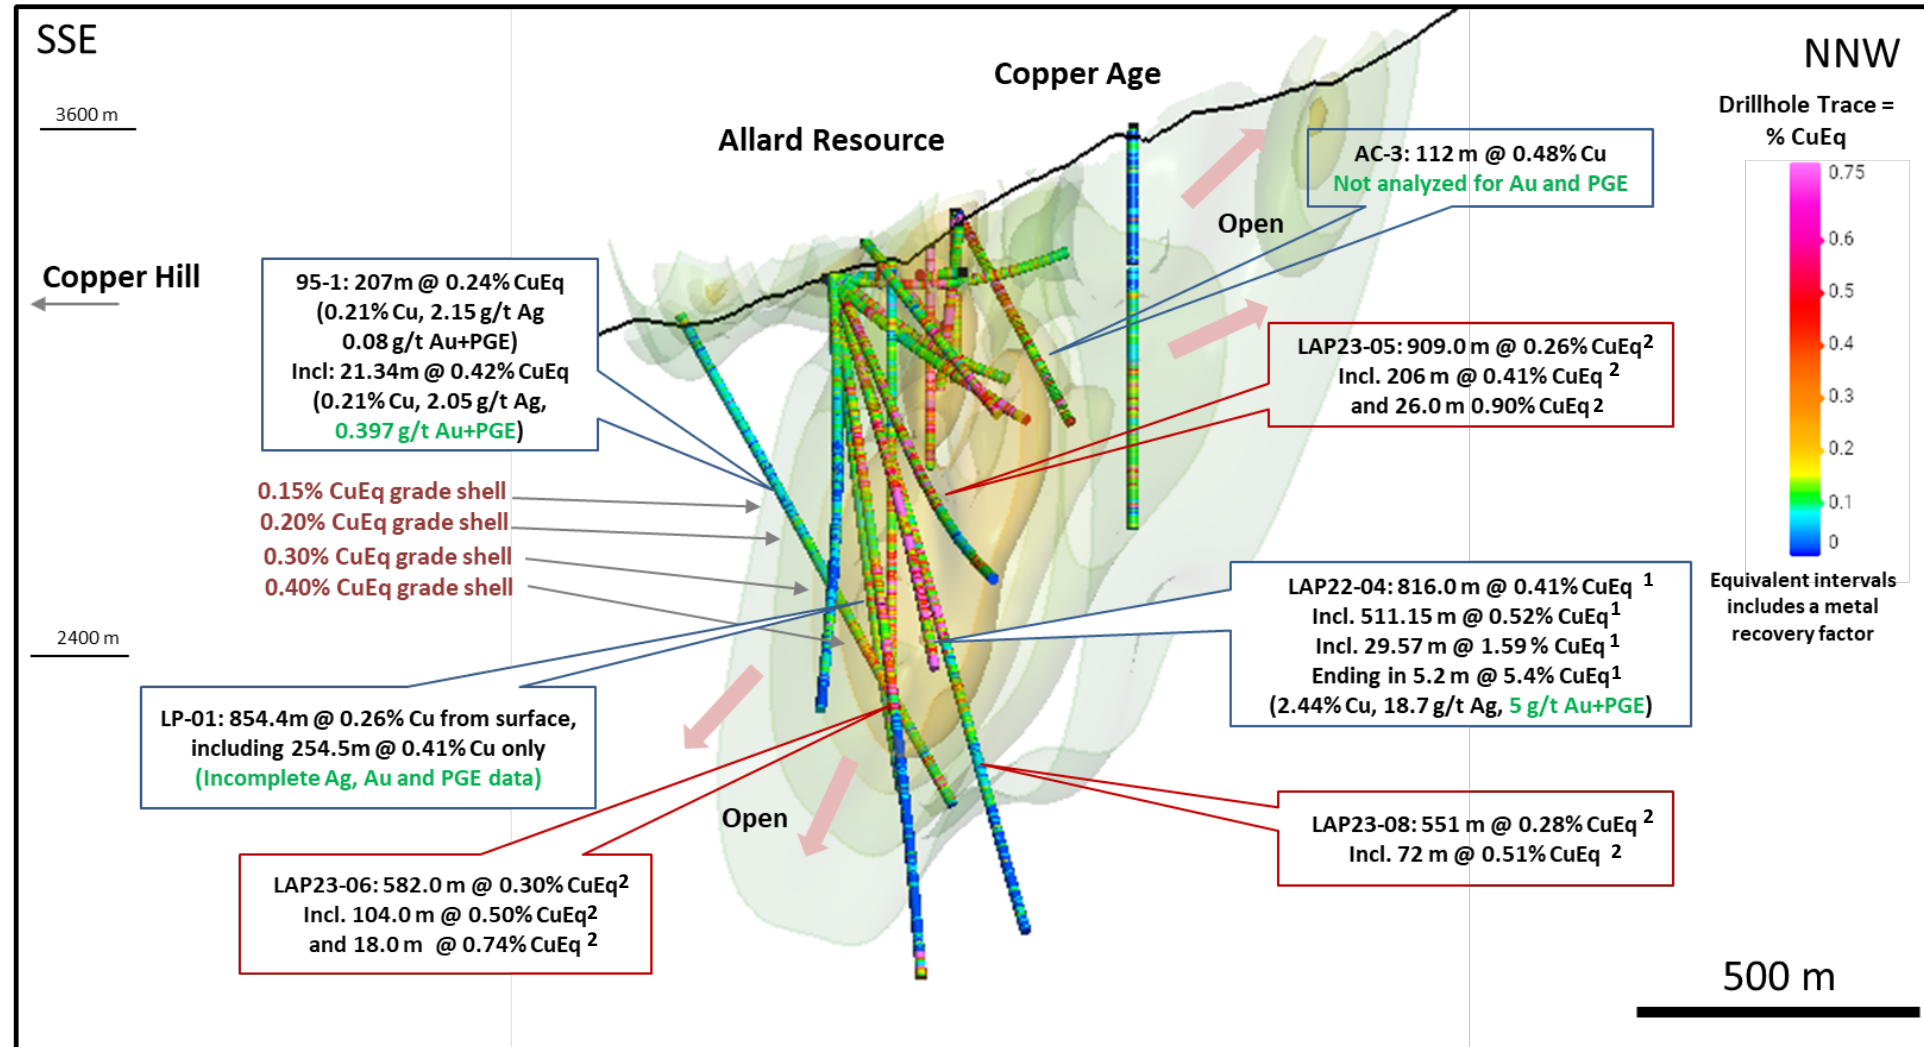 SSE
NNW
Copper Age
Allard Resource
3600 m
Drillhole Trace =
% CuEq
0.75
0.6
0.5
0.4
0.3
0.2
0.1
0
Equivalent intervals
includes a metal
recovery factor
AC-3: 112 m @ 0.48% Cu
Not analyzed for Au and PGE
Open
Copper Hill
95-1: 207m @ 0.24% CuEq
(0.21% Cu, 2.15 g/t Ag
0.08 g/t Au+PGE)
Incl: 21.34m @ 0.42% CuEq
(0.21% Cu, 2.05 g/t Ag,
0.397 g/t Au+PGE)
LAP23-05: 909.0 m @ 0.26% CuEq²
Incl. 206 m @ 0.41% CuEq ²
and 26.0 m 0.90% CuEq ²
0.15% CuEq grade shell
0.20% CuEq grade shell
0.30% CuEq grade shell
0.40% CuEq grade shell
2400 m
LAP22-04: 816.0 m @ 0.41% CuEq ¹
Incl. 511.15 m @ 0.52% CuEq¹
Incl. 29.57 m @ 1.59 % CuEq ¹
Ending in 5.2 m @ 5.4% CuEq¹
(2.44% Cu, 18.7 g/t Ag, 5 g/t Au+PGE)
LP-01: 854.4m @ 0.26% Cu from surface,
including 254.5m @ 0.41% Cu only
(Incomplete Ag, Au and PGE data)
Open
LAP23-08: 551 m @ 0.28% CuEq ²
Incl. 72 m @ 0.51% CuEq ²
LAP23-06: 582.0 m @ 0.30% CuEq²
Incl. 104.0 m @ 0.50% CuEq²
and 18.0 m @ 0.74% CuEq ²
500 m